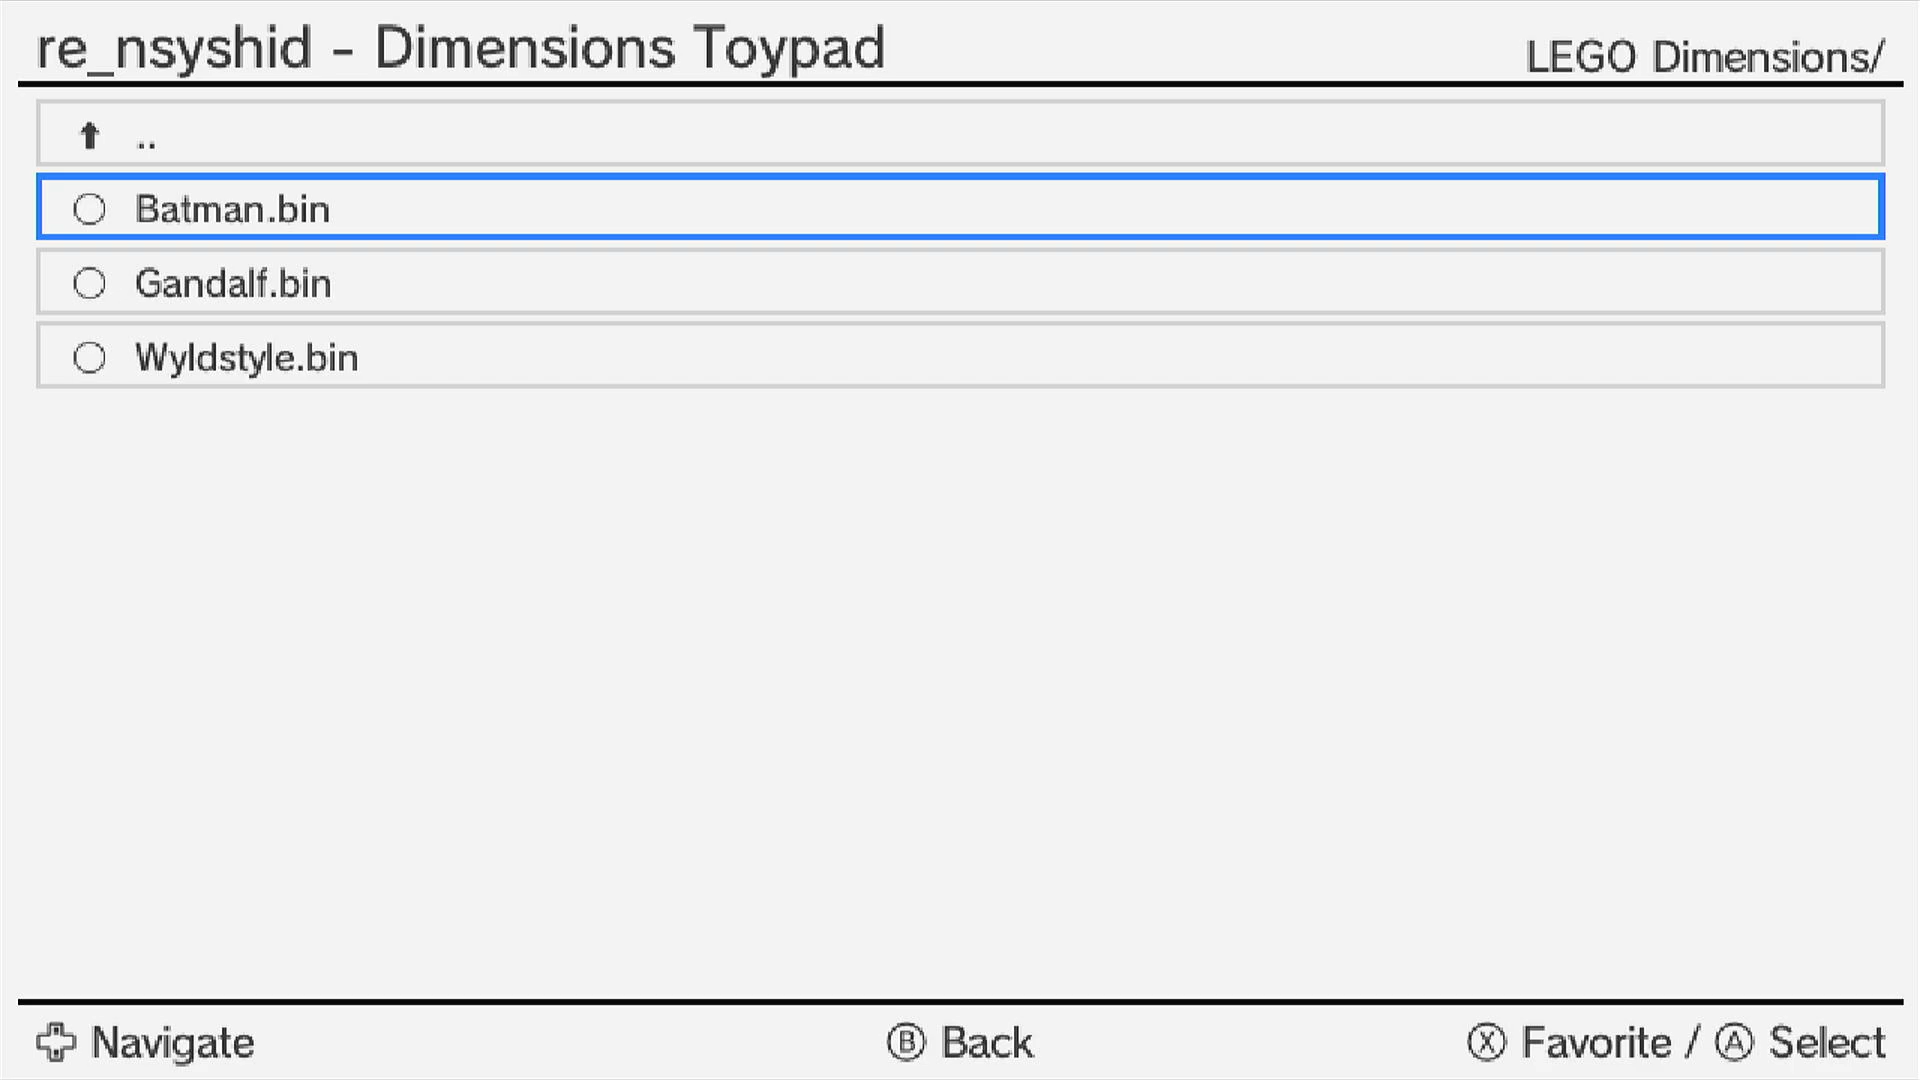 re_nsyshid - Dimensions Toypad
LEGO Dimensions/
..
Batman.bin
Gandalf.bin
Wyldstyle.bin
Navigate
Ⓑ Back
Ⓧ Favorite / Ⓐ Select